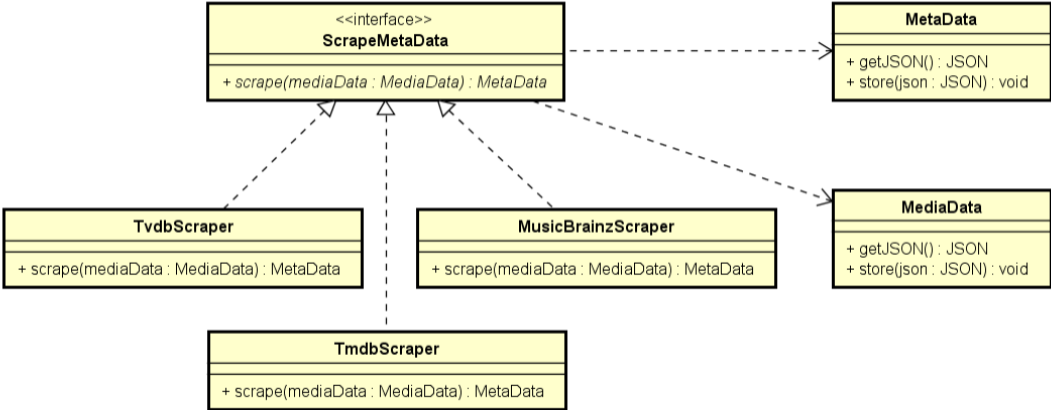 <<interface>>
ScrapeMetaData
+ scrape(mediaData : MediaData) : MetaData
MetaData
+ getJSON() : JSON
+ store(json : JSON) : void
MediaData
+ getJSON() : JSON
+ store(json : JSON) : void
TvdbScraper
+ scrape(mediaData : MediaData) : MetaData
MusicBrainzScraper
+ scrape(mediaData : MediaData) : MetaData
TmdbScraper
+ scrape(mediaData : MediaData) : MetaData